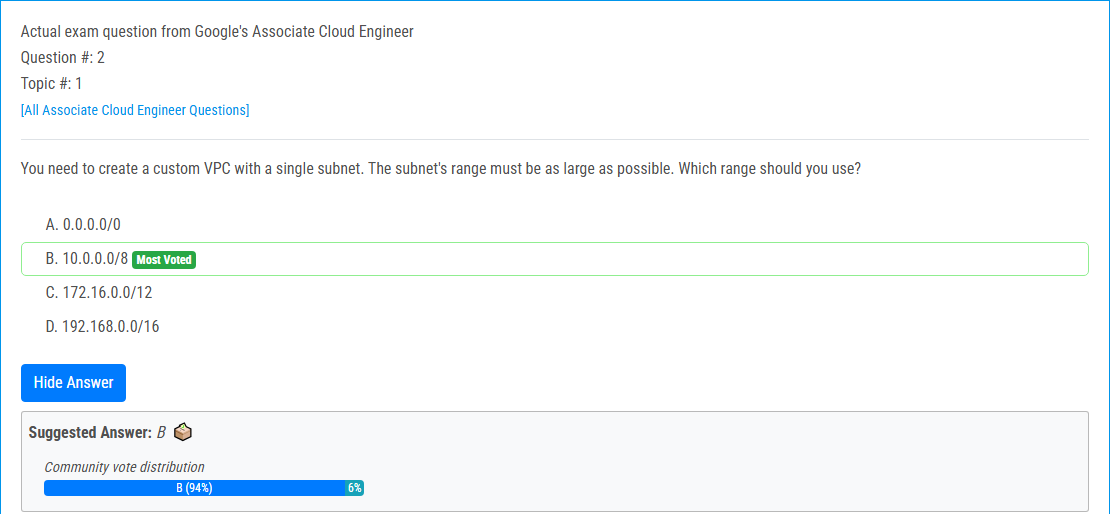 Actual exam question from Google's Associate Cloud Engineer
Question #: 2
Topic #: 1
[All Associate Cloud Engineer Questions]
You need to create a custom VPC with a single subnet. The subnet's range must be as large as possible. Which range should you use?
A. 0.0.0.0/0
B. 10.0.0.0/8 Most Voted
C. 172.16.0.0/12
D. 192.168.0.0/16
Hide Answer
Suggested Answer: B
Community vote distribution
B (94%) 6%